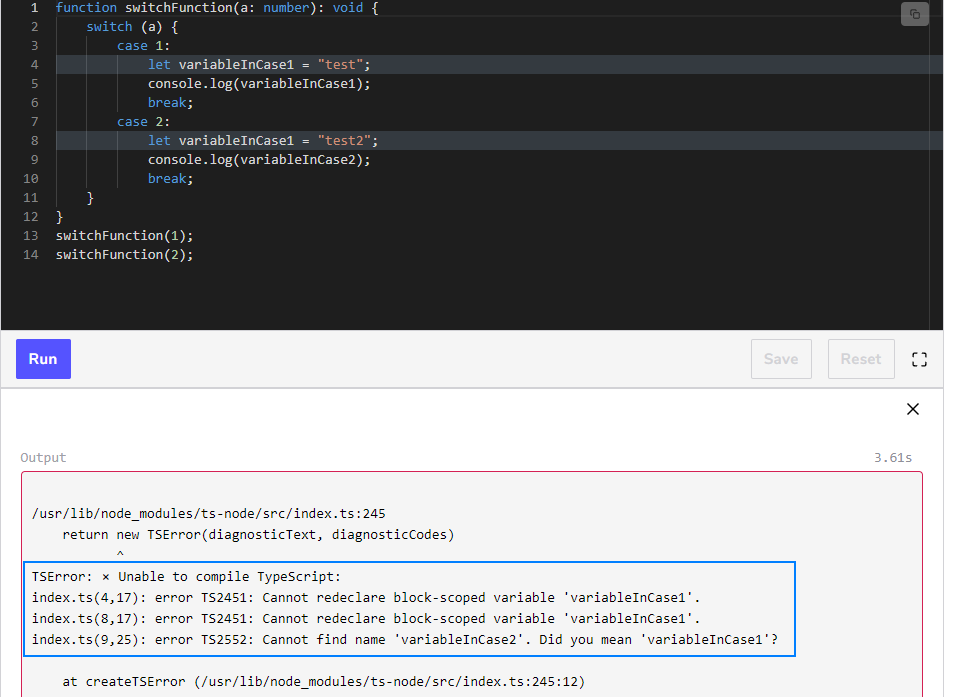 1 function switchFunction(a: number): void {
2 switch (a) {
3 case 1:
4 let variableInCase1 = "test";
5 console.log(variableInCase1);
6 break;
7 case 2:
8 let variableInCase1 = "test2";
9 console.log(variableInCase2);
10 break;
11 }
12 }
13 switchFunction(1);
14 switchFunction(2);
Run Save Reset
Output 3.61s
/usr/lib/node_modules/ts-node/src/index.ts:245
return new TSError(diagnosticText, diagnosticCodes)
^
TSError: × Unable to compile TypeScript:
index.ts(4,17): error TS2451: Cannot redeclare block-scoped variable 'variableInCase1'.
index.ts(8,17): error TS2451: Cannot redeclare block-scoped variable 'variableInCase1'.
index.ts(9,25): error TS2552: Cannot find name 'variableInCase2'. Did you mean 'variableInCase1'?
at createTSError (/usr/lib/node_modules/ts-node/src/index.ts:245:12)